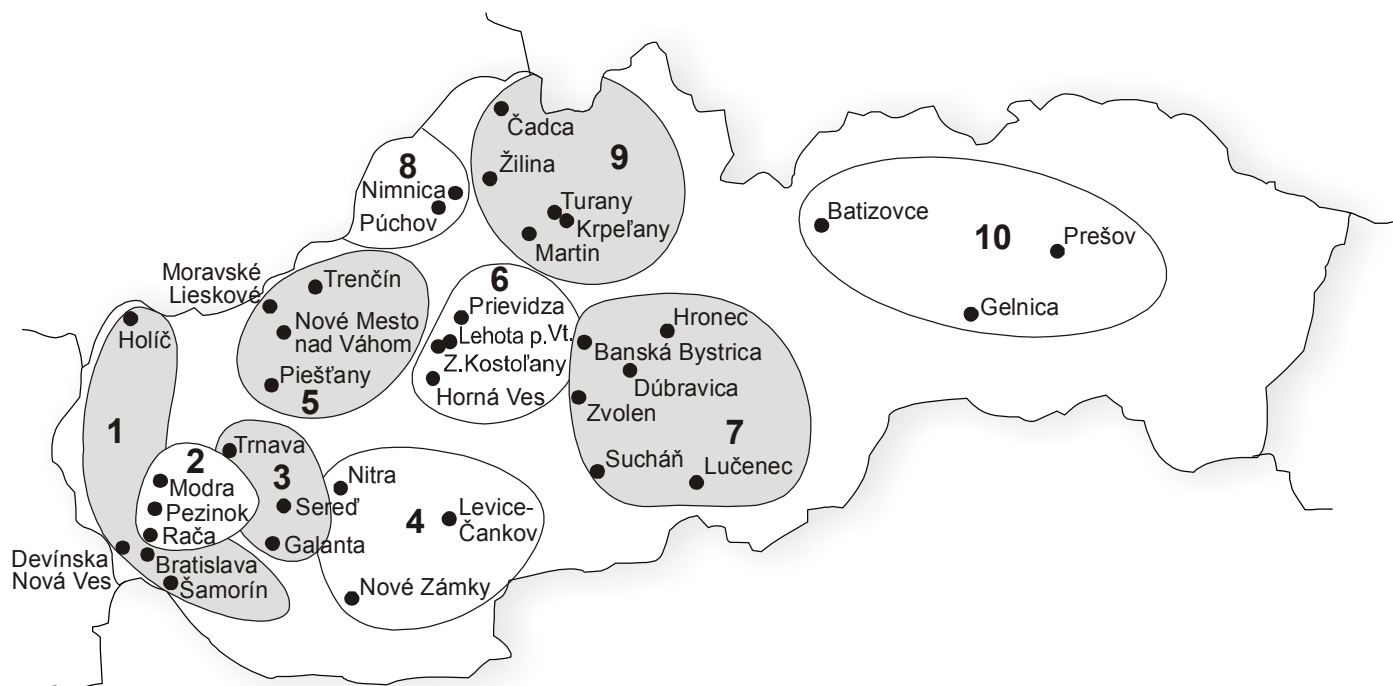 Čadca
9
Žilina
Turany
Krpeľany
Martin
8
Nimnica
Púchov
Batizovce
10
Prešov
Gelnica
Moravské
Lieskové
Trenčín
Nové Mesto
nad Váhom
Piešťany
5
6
Prievidza
Lehota p.Vt.
Z.Kostoľany
Horná Ves
Hronec
Banská Bystrica
Dúbravica
Zvolen
7
Sucháň
Lučenec
Holíč
1
2
Modra
Pezinok
Rača
Trnava
3
Sereď
Galanta
Nitra
4
Levice-
Čankov
Nové Zámky
Devínska
Nová Ves
Bratislava
Šamorín